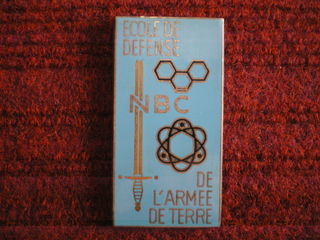 ECOLE DE
DEFENSE
NBC
DE
L'ARMEE
DE TERRE